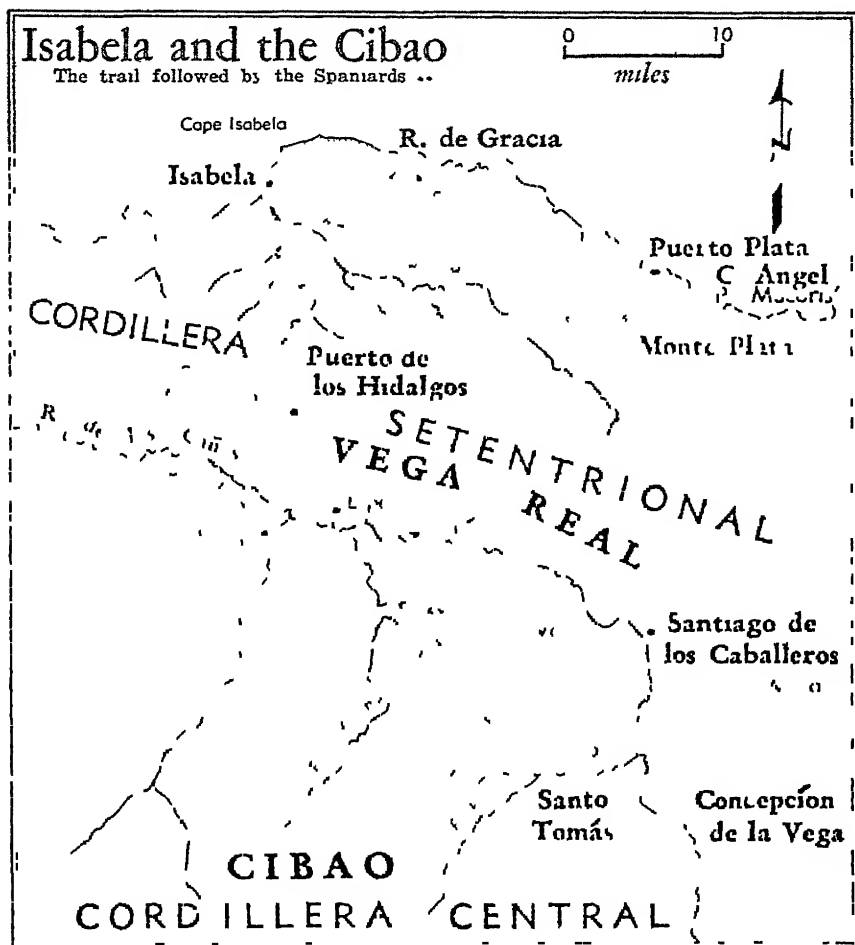 Isabela and the Cibao
The trail followed by the Spaniards ..
0 10
miles
Cape Isabela
R. de Gracia
Isabela
Puerto Plata
C Angel
CORDILLERA
Monte Plata
Puerto de
los Hidalgos
R de
SETENTRIONAL
VEGA REAL
Santiago de
los Caballeros
Santo
Tomás
Concepción
de la Vega
CIBAO
CORDILLERA CENTRAL